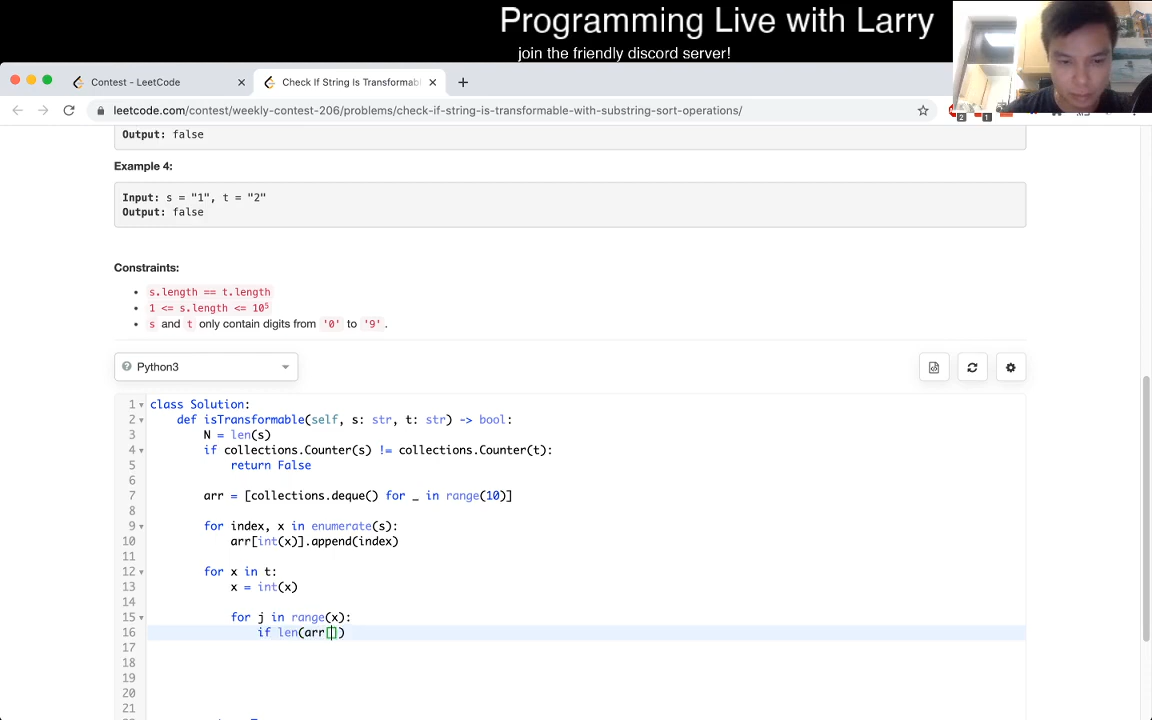 Programming Live with Larry
join the friendly discord server!
Contest - LeetCode
Check If String Is Transformabl
leetcode.com/contest/weekly-contest-206/problems/check-if-string-is-transformable-with-substring-sort-operations/
2
1
Output: false
Example 4:
Input: s = "1", t = "2"
Output: false
Constraints:
s.length == t.length
1 <= s.length <= 10⁵
s and t only contain digits from '0' to '9'.
Python3
1 class Solution:
2     def isTransformable(self, s: str, t: str) -> bool:
3         N = len(s)
4         if collections.Counter(s) != collections.Counter(t):
5             return False
6
7         arr = [collections.deque() for _ in range(10)]
8
9         for index, x in enumerate(s):
10             arr[int(x)].append(index)
11
12         for x in t:
13             x = int(x)
14
15             for j in range(x):
16                 if len(arr[])
17
18
19
20
21